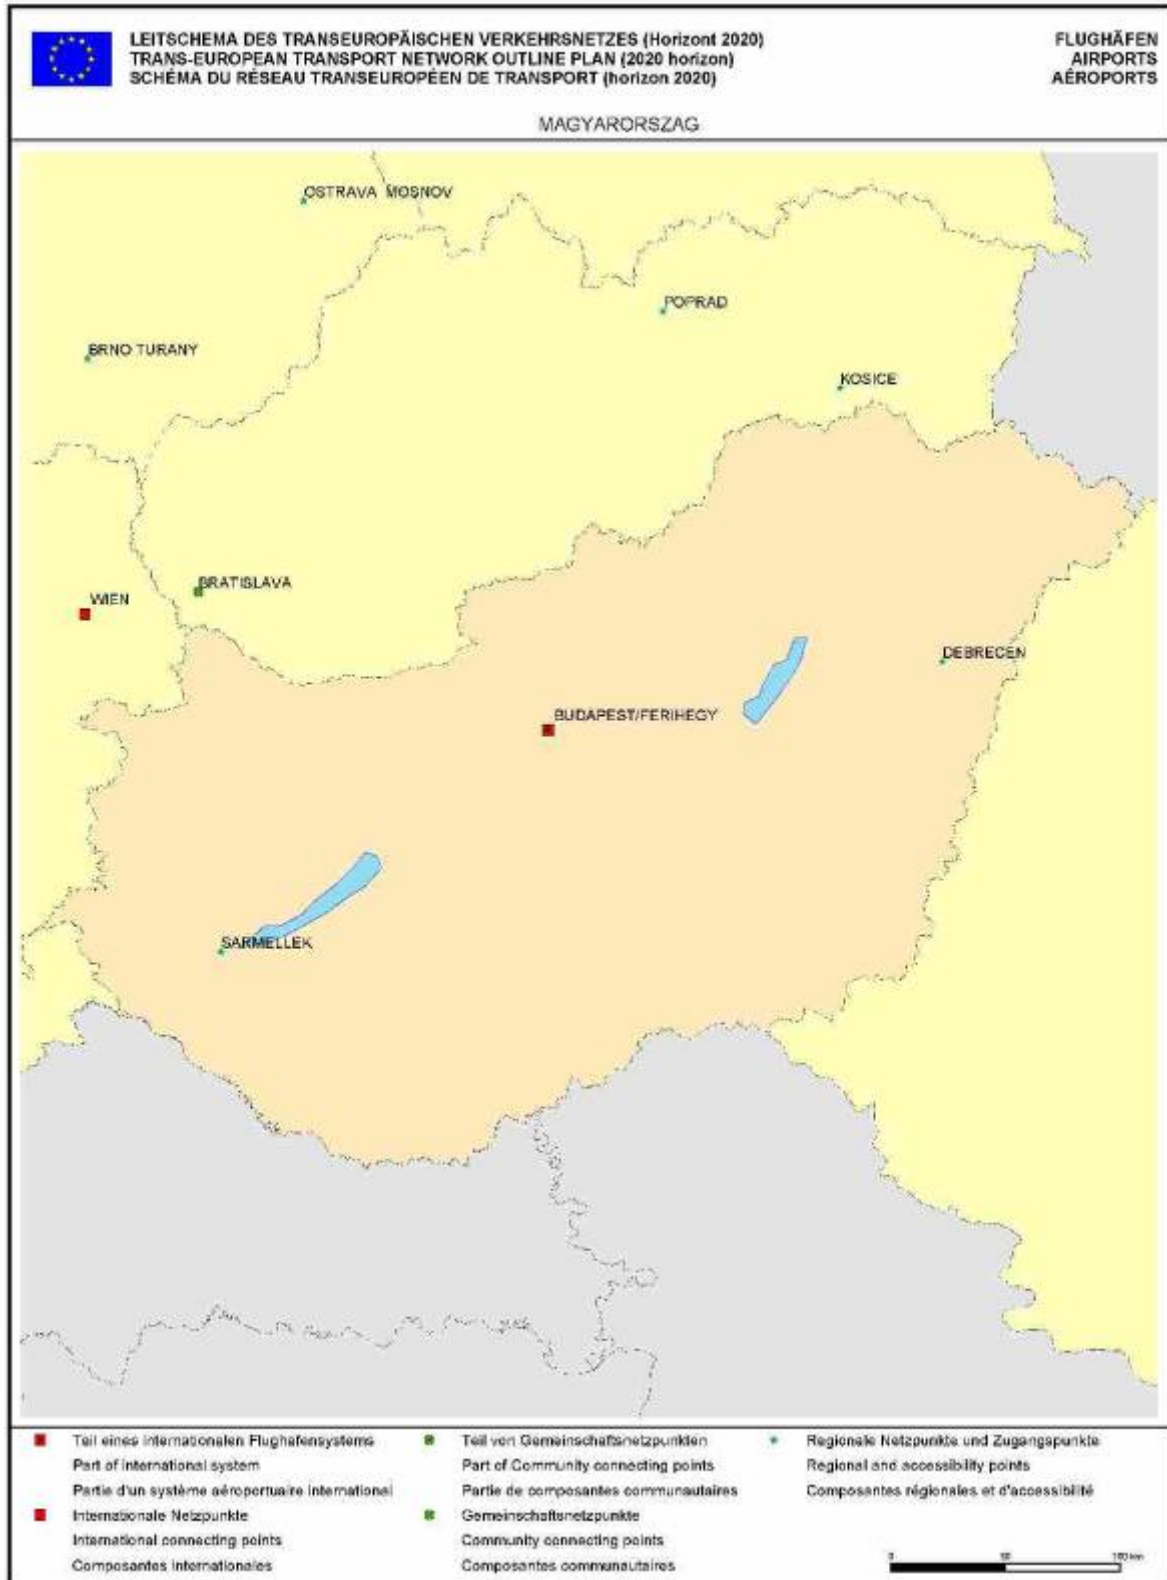 LEITSCHEMA DES TRANSEUROPÄISCHEN VERKEHRSNETZES (Horizont 2020)
TRANS-EUROPEAN TRANSPORT NETWORK OUTLINE PLAN (2020 horizon)
SCHÉMA DU RÉSEAU TRANSEUROPÉEN DE TRANSPORT (horizon 2020)
FLUGHÄFEN
AIRPORTS
AÉROPORTS
MAGYARORSZAG
OSTRAVA MOSNOV
POPRAD
BRNO TURANY
KOSICE
BRATISLAVA
WIEN
DEBRECEN
BUDAPEST/FERIHEGY
SARMELLEK
Teil eines internationalen Flughafensystems
Part of international system
Partie d'un système aéroportuaire international
Internationale Netzpunkte
International connecting points
Composantes internationales
Teil von Gemeinschaftsnetzpunkten
Part of Community connecting points
Partie de composantes communautaires
Gemeinschaftsnetzpunkte
Community connecting points
Composantes communautaires
Regionale Netzpunkte und Zugangspunkte
Regional and accessibility points
Composantes régionales et d'accessibilité
0 50 100 km